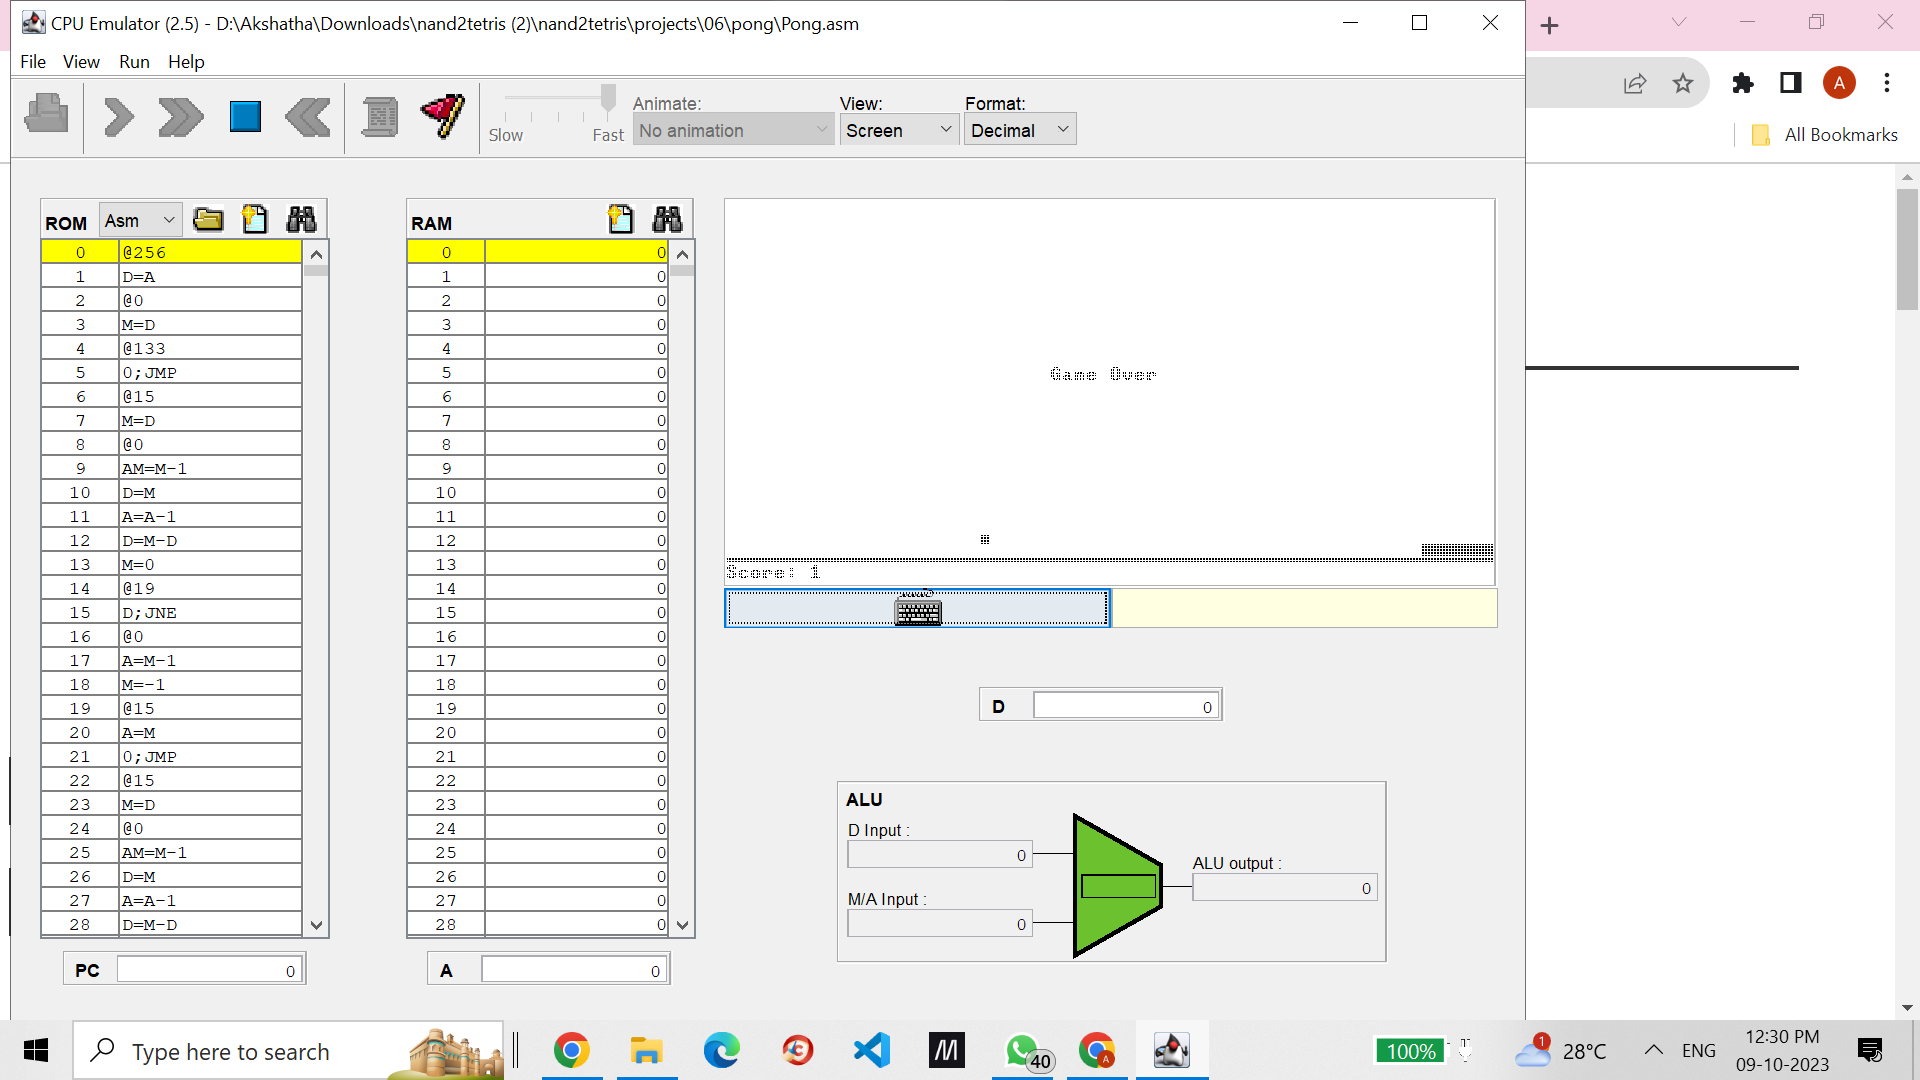 CPU Emulator (2.5) - D:\Akshatha\Downloads\nand2tetris (2)\nand2tetris\projects\06\pong\Pong.asm
File View Run Help
Slow Fast
Animate:
No animation
View:
Screen
Format:
Decimal
All Bookmarks
A
ROM Asm
0 @256
1 D=A
2 @0
3 M=D
4 @133
5 0;JMP
6 @15
7 M=D
8 @0
9 AM=M-1
10 D=M
11 A=A-1
12 D=M-D
13 M=0
14 @19
15 D;JNE
16 @0
17 A=M-1
18 M=-1
19 @15
20 A=M
21 0;JMP
22 @15
23 M=D
24 @0
25 AM=M-1
26 D=M
27 A=A-1
28 D=M-D
PC 0
RAM
0 0
1 0
2 0
3 0
4 0
5 0
6 0
7 0
8 0
9 0
10 0
11 0
12 0
13 0
14 0
15 0
16 0
17 0
18 0
19 0
20 0
21 0
22 0
23 0
24 0
25 0
26 0
27 0
28 0
A 0
Game Over
Score: 1
D 0
ALU
D Input :
0
M/A Input :
0
ALU output :
0
Type here to search
40
A
100%
1
28°C
ENG
12:30 PM
09-10-2023